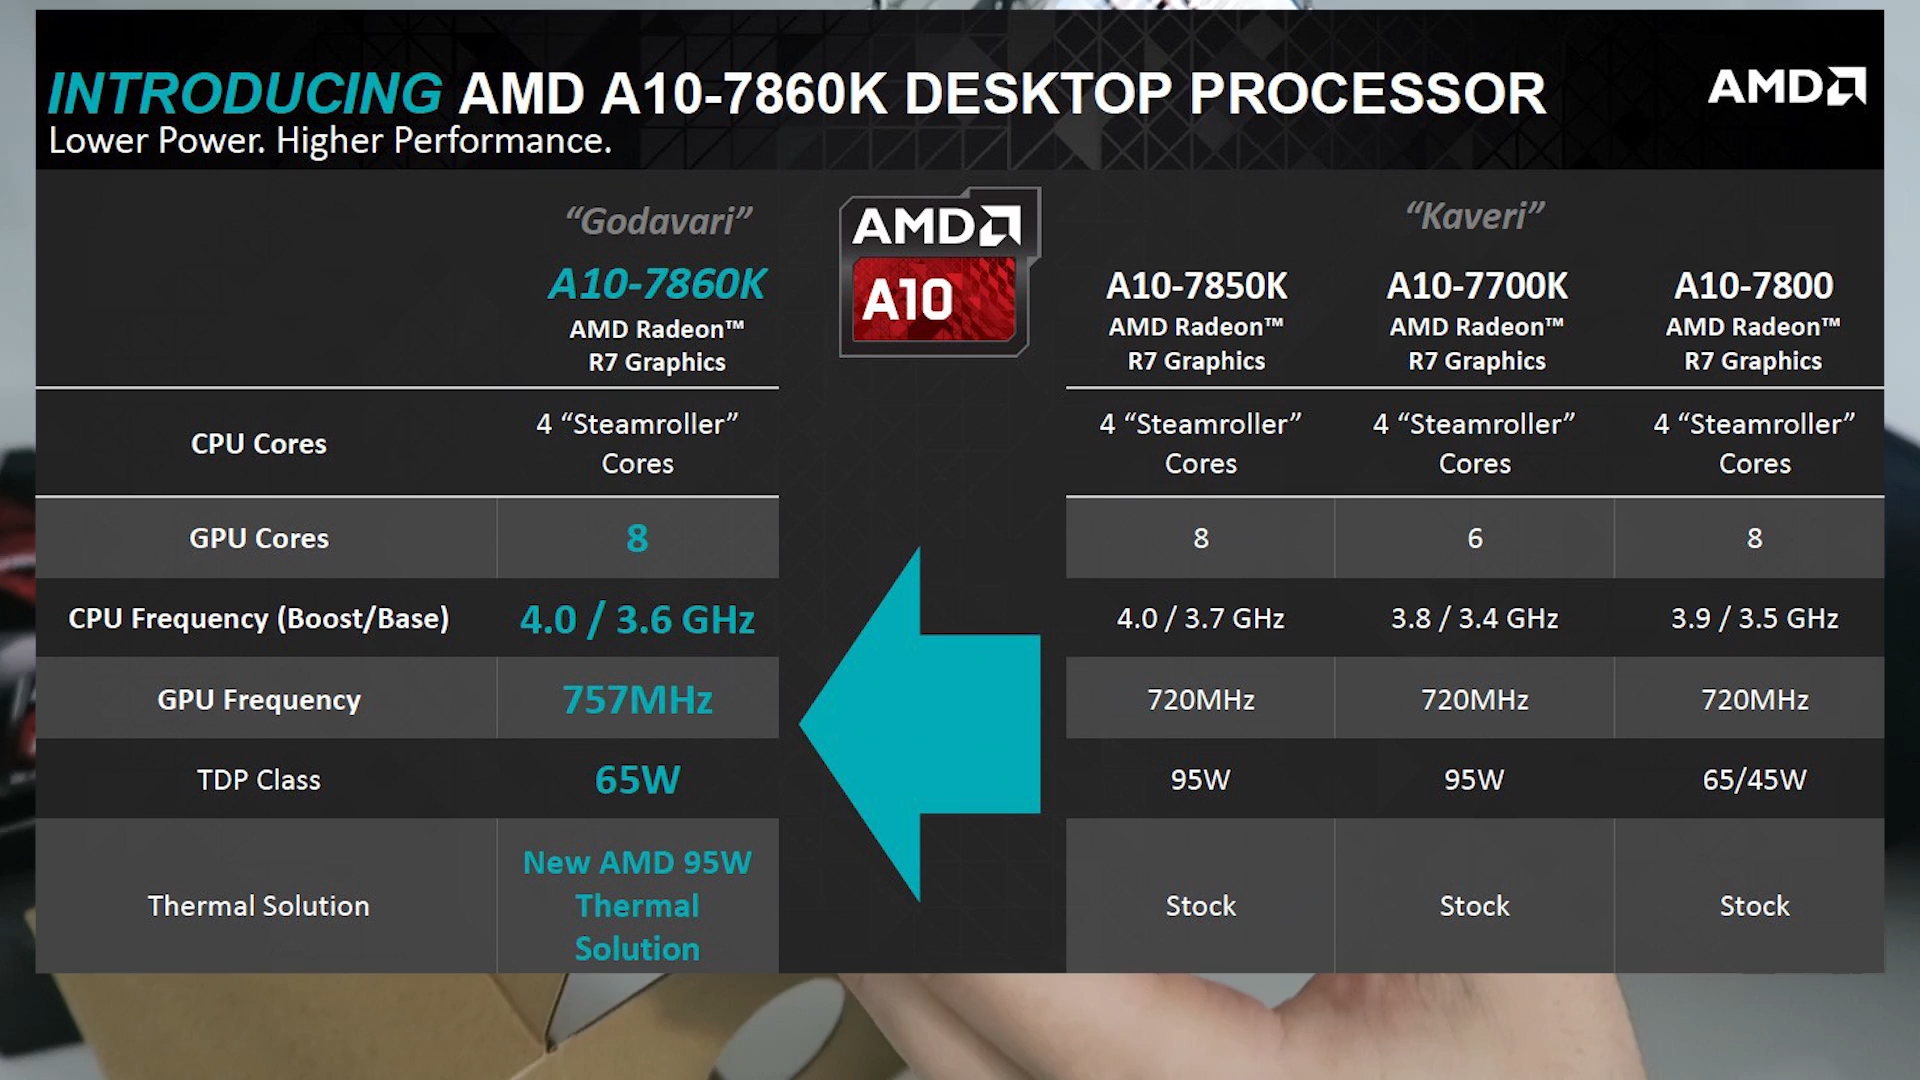 INTRODUCING AMD A10-7860K DESKTOP PROCESSOR
AMD
Lower Power. Higher Performance.
“Godavari”
A10-7860K
AMD Radeon™
R7 Graphics
AMD
A10
“Kaveri”
A10-7850K A10-7700K A10-7800
AMD Radeon™ AMD Radeon™ AMD Radeon™
R7 Graphics R7 Graphics R7 Graphics
CPU Cores
4 “Steamroller” 4 “Steamroller” 4 “Steamroller” 4 “Steamroller”
Cores Cores Cores Cores
GPU Cores 8 8 6 8
CPU Frequency (Boost/Base) 4.0 / 3.6 GHz 4.0 / 3.7 GHz 3.8 / 3.4 GHz 3.9 / 3.5 GHz
GPU Frequency 757MHz 720MHz 720MHz 720MHz
TDP Class 65W 95W 95W 65/45W
Thermal Solution
New AMD 95W
Thermal
Solution
Stock Stock Stock